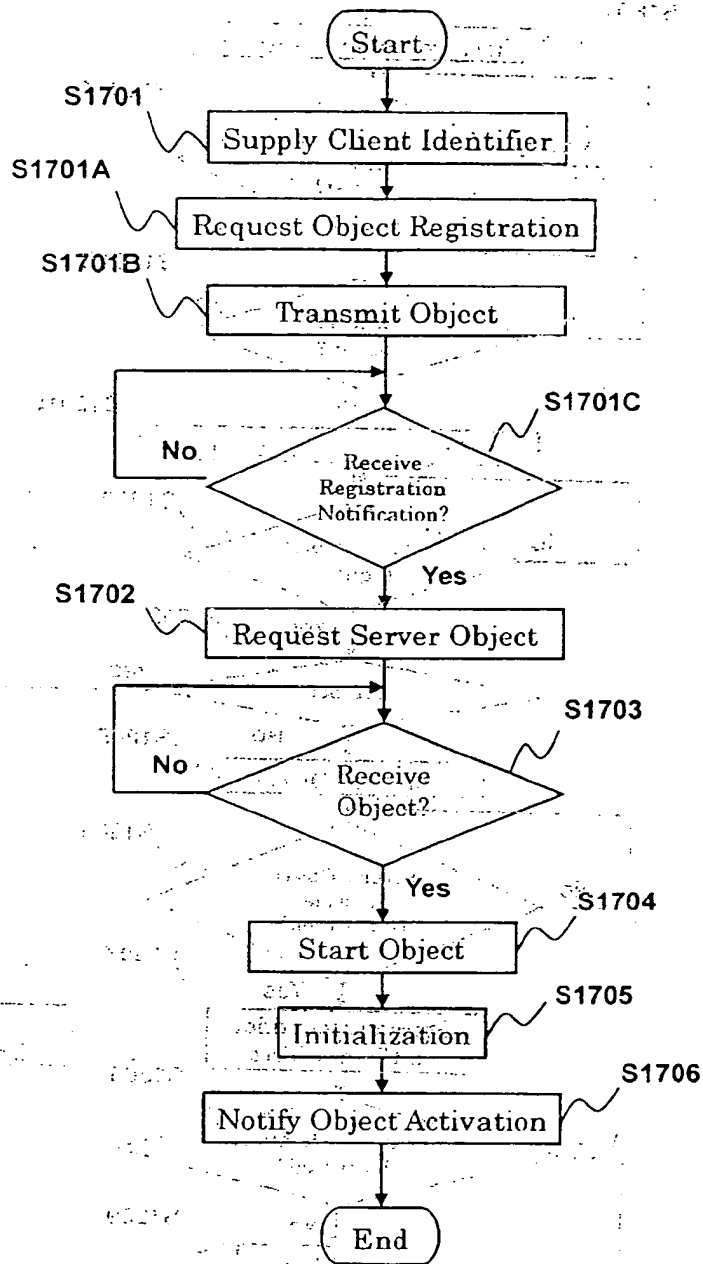 Start
S1701
Supply Client Identifier
S1701A
Request Object Registration
S1701B
Transmit Object
S1701C
No
Receive
Registration
Notification?
Yes
S1702
Request Server Object
S1703
No
Receive
Object?
Yes
S1704
Start Object
S1705
Initialization
S1706
Notify Object Activation
End